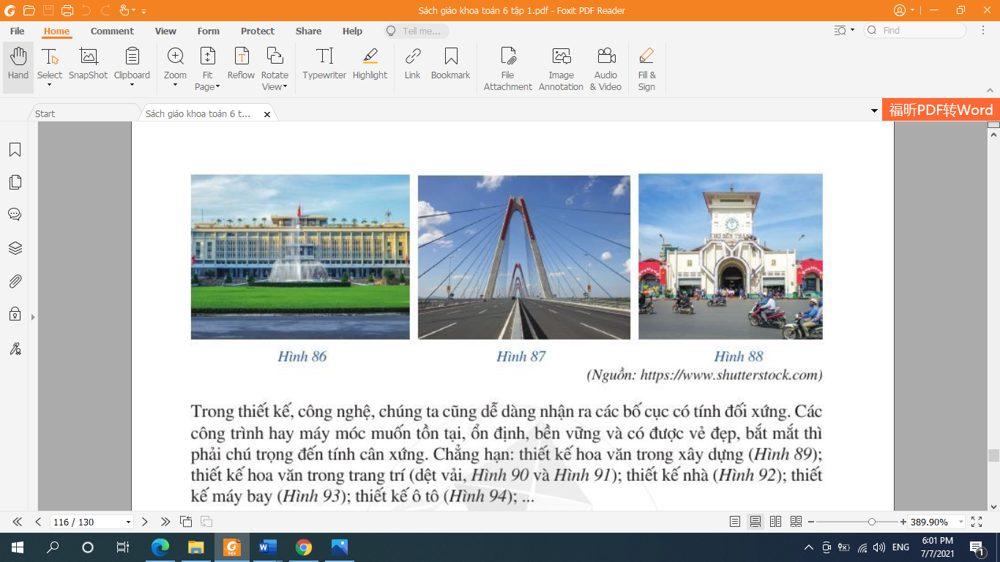 Sách giáo khoa toán 6 tập 1.pdf - Foxit PDF Reader
File Home Comment View Form Protect Share Help Tell me... Find
Hand Select SnapShot Clipboard Zoom Fit Page Reflow Rotate View Typewriter Highlight Link Bookmark File Attachment Image Annotation Audio & Video Fill & Sign
Start Sách giáo khoa toán 6 t... 福昕PDF转Word
CHỢ BẾN THÀNH
Hình 86 Hình 87 Hình 88
(Nguồn: https://www.shutterstock.com)
Trong thiết kế, công nghệ, chúng ta cũng dễ dàng nhận ra các bố cục có tính đối xứng. Các
công trình hay máy móc muốn tồn tại, ổn định, bền vững và có được vẻ đẹp, bắt mắt thì
phải chú trọng đến tính cân xứng. Chẳng hạn: thiết kế hoa văn trong xây dựng (Hình 89);
thiết kế hoa văn trong trang trí (dệt vải, Hình 90 và Hình 91); thiết kế nhà (Hình 92); thiết
kế máy bay (Hình 93); thiết kế ô tô (Hình 94); ...
116 / 130 389.90%
PDF
ENG 6:01 PM
7/7/2021 1